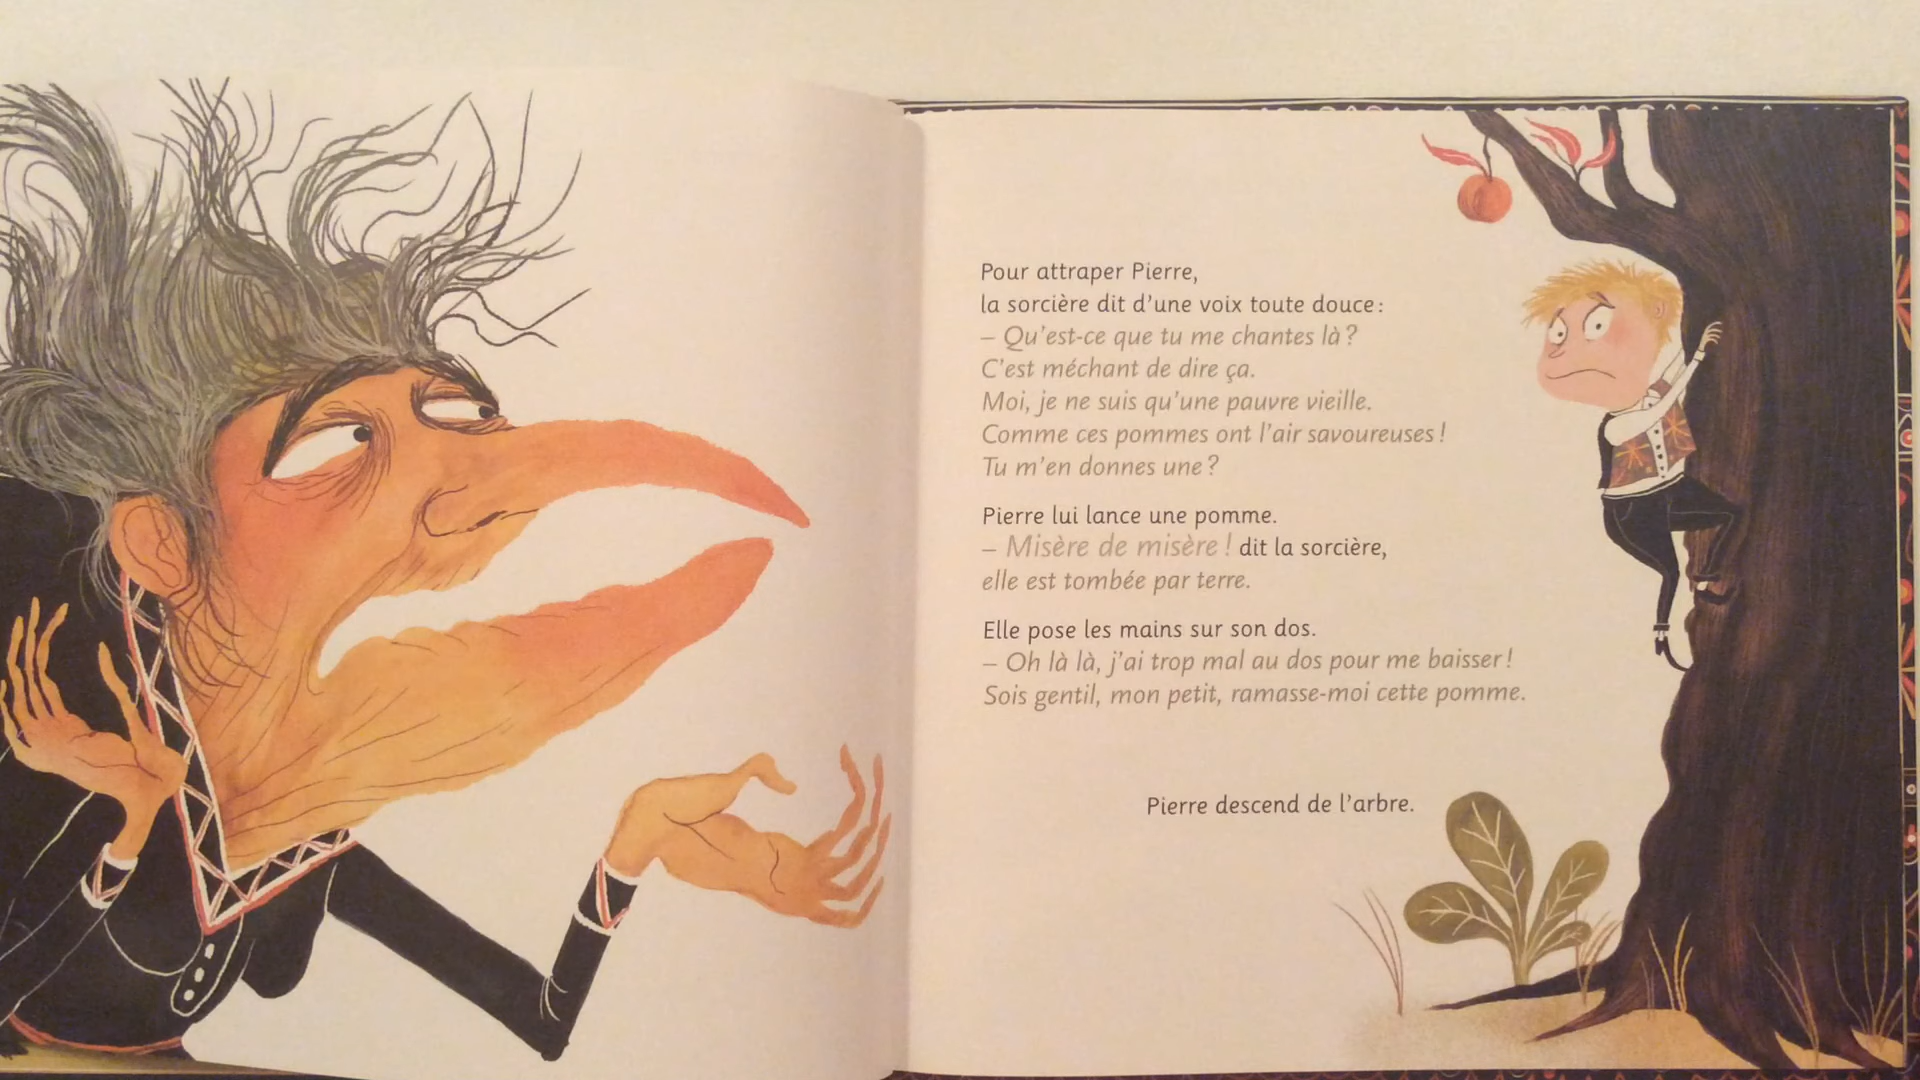 Pour attraper Pierre,
la sorcière dit d'une voix toute douce :
– Qu'est-ce que tu me chantes là ?
C'est méchant de dire ça.
Moi, je ne suis qu'une pauvre vieille.
Comme ces pommes ont l'air savoureuses !
Tu m'en donnes une ?
Pierre lui lance une pomme.
– Misère de misère ! dit la sorcière,
elle est tombée par terre.
Elle pose les mains sur son dos.
– Oh là là, j'ai trop mal au dos pour me baisser !
Sois gentil, mon petit, ramasse-moi cette pomme.
Pierre descend de l'arbre.